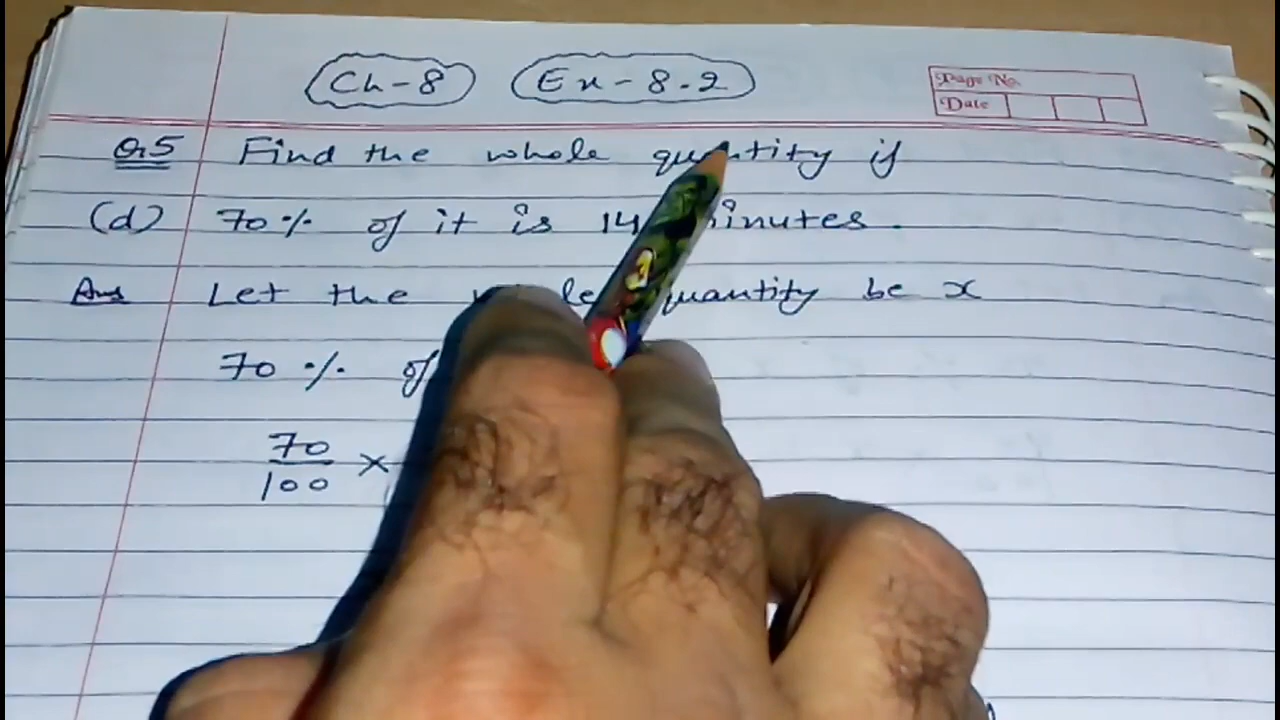 Ch-8 Ex-8.2
Page No.
Date
Q5 Find the whole quantity if
(d) 70% of it is 14 minutes.
Ans Let the quantity be x
70 % of
70
100 ×